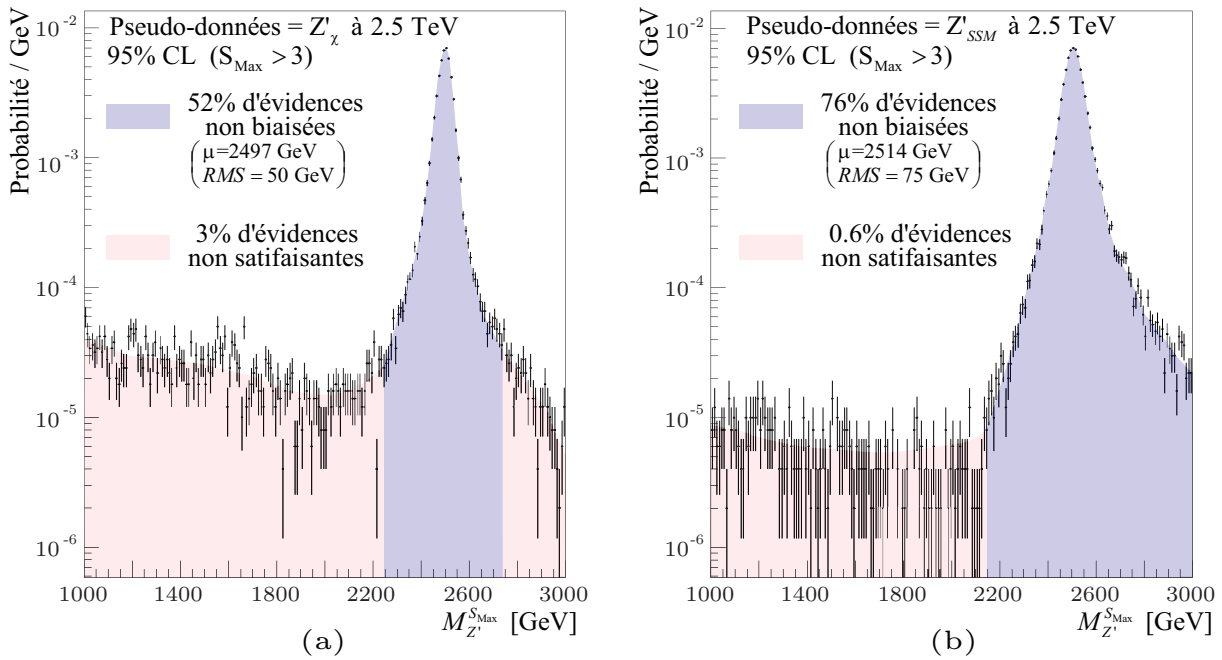 Pseudo-données = Z'χ à 2.5 TeV
95% CL (SMax >3)
52% d'évidences
non biaisées
(μ=2497 GeV
RMS = 50 GeV)
3% d'évidences
non satifaisantes
Probabilité / GeV
10⁻²
10⁻³
10⁻⁴
10⁻⁵
10⁻⁶
1000 1400 1800 2200 2600 3000
M_Z'^SMax [GeV]
(a)
Pseudo-données = Z'SSM à 2.5 TeV
95% CL (SMax >3)
76% d'évidences
non biaisées
(μ=2514 GeV
RMS = 75 GeV)
0.6% d'évidences
non satifaisantes
Probabilité / GeV
10⁻²
10⁻³
10⁻⁴
10⁻⁵
10⁻⁶
1000 1400 1800 2200 2600 3000
M_Z'^SMax [GeV]
(b)